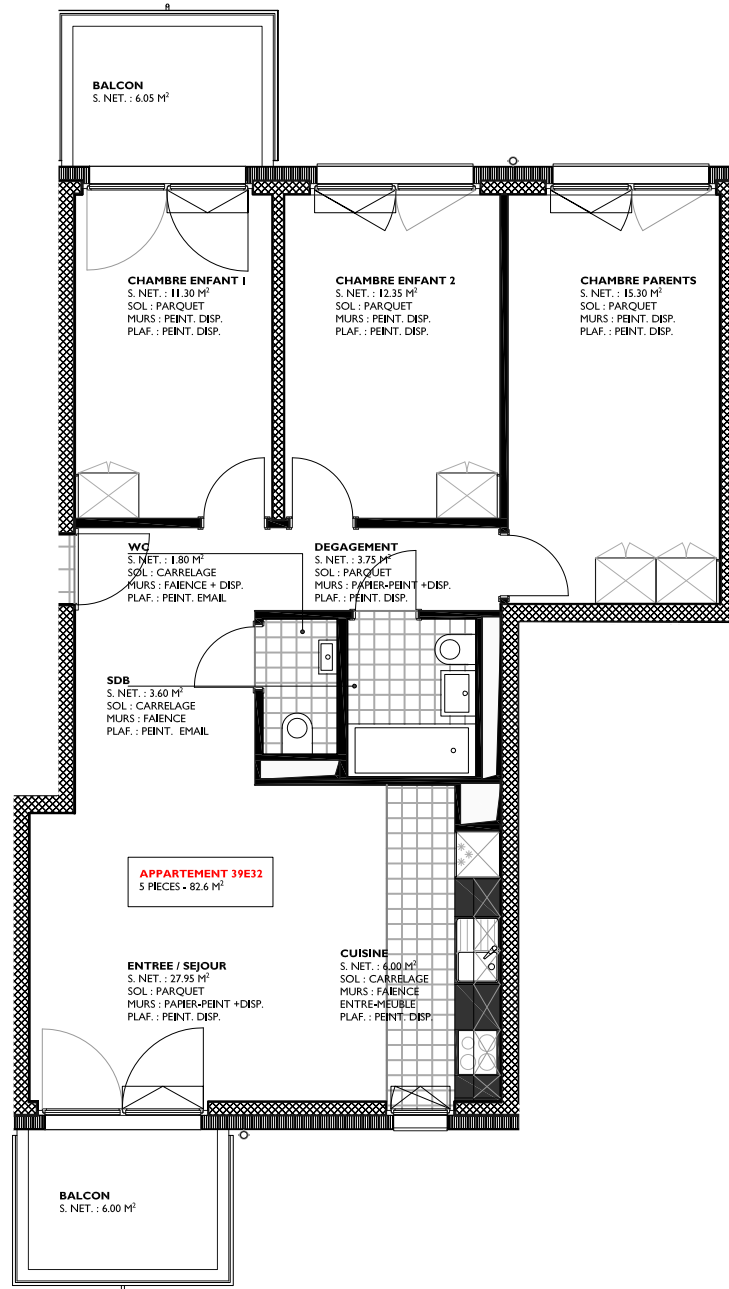 BALCON
S. NET. : 6.05 M²
CHAMBRE ENFANT 1
S. NET. : 11.30 M²
SOL : PARQUET
MURS : PEINT. DISP.
PLAF. : PEINT. DISP.
CHAMBRE ENFANT 2
S. NET. : 12.35 M²
SOL : PARQUET
MURS : PEINT. DISP.
PLAF. : PEINT. DISP.
CHAMBRE PARENTS
S. NET. : 15.30 M²
SOL : PARQUET
MURS : PEINT. DISP.
PLAF. : PEINT. DISP.
WC
S. NET. : 1.80 M²
SOL : CARRELAGE
MURS : FAIENCE + DISP.
PLAF. : PEINT. EMAIL
DEGAGEMENT
S. NET. : 3.75 M²
SOL : PARQUET
MURS : PAPIER-PEINT +DISP.
PLAF. : PEINT. DISP.
SDB
S. NET. : 3.60 M²
SOL : CARRELAGE
MURS : FAIENCE
PLAF. : PEINT. EMAIL
APPARTEMENT 39E32
5 PIECES - 82.6 M²
ENTREE / SEJOUR
S. NET. : 27.95 M²
SOL : PARQUET
MURS : PAPIER-PEINT +DISP.
PLAF. : PEINT. DISP.
CUISINE
S. NET. : 6.00 M²
SOL : CARRELAGE
MURS : FAIENCE
ENTRE-MEUBLE
PLAF. : PEINT. DISP.
BALCON
S. NET. : 6.00 M²